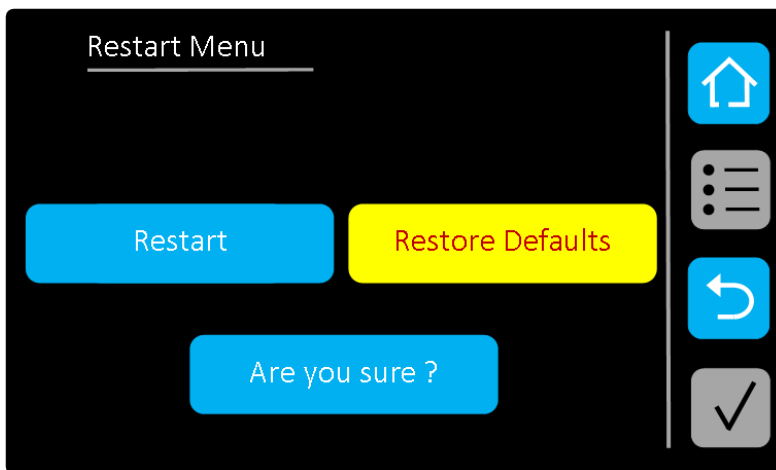 Restart Menu
Restart
Restore Defaults
Are you sure ?